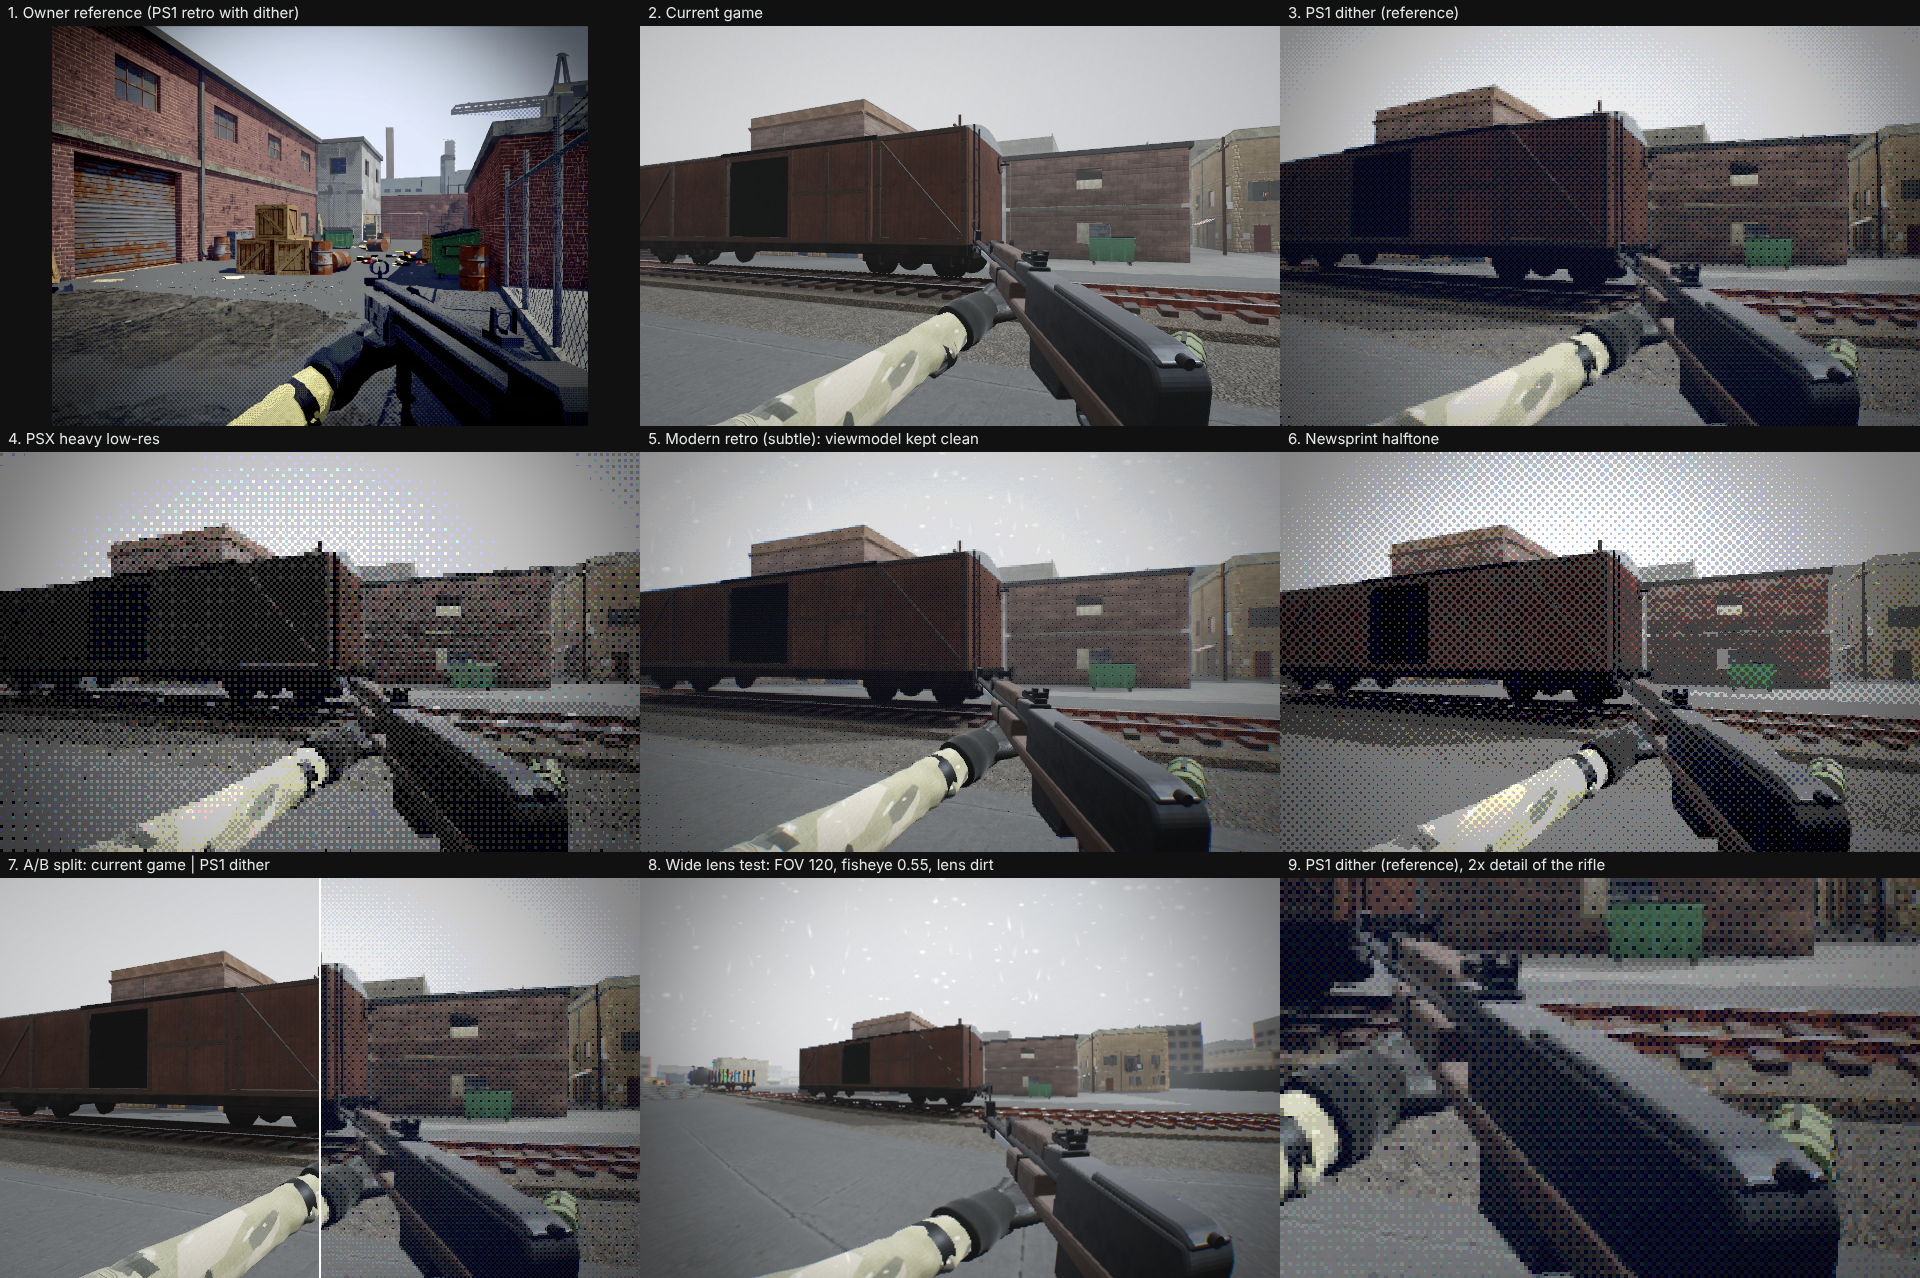 1. Owner reference (PS1 retro with dither)
2. Current game
3. PS1 dither (reference)
4. PSX heavy low-res
5. Modern retro (subtle): viewmodel kept clean
6. Newsprint halftone
7. A/B split: current game | PS1 dither
8. Wide lens test: FOV 120, fisheye 0.55, lens dirt
9. PS1 dither (reference), 2x detail of the rifle